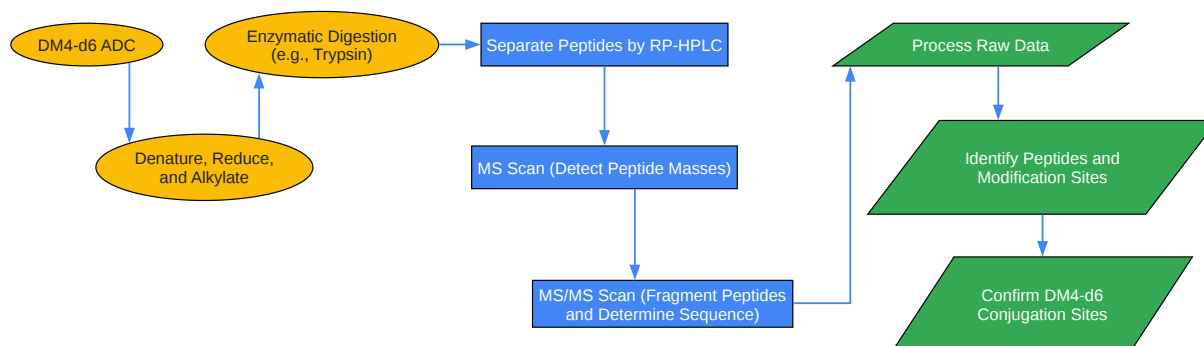 DM4-d6 ADC
Denature, Reduce,
and Alkylate
Enzymatic Digestion
(e.g., Trypsin)
Separate Peptides by RP-HPLC
MS Scan (Detect Peptide Masses)
MS/MS Scan (Fragment Peptides
and Determine Sequence)
Process Raw Data
Identify Peptides and
Modification Sites
Confirm DM4-d6
Conjugation Sites